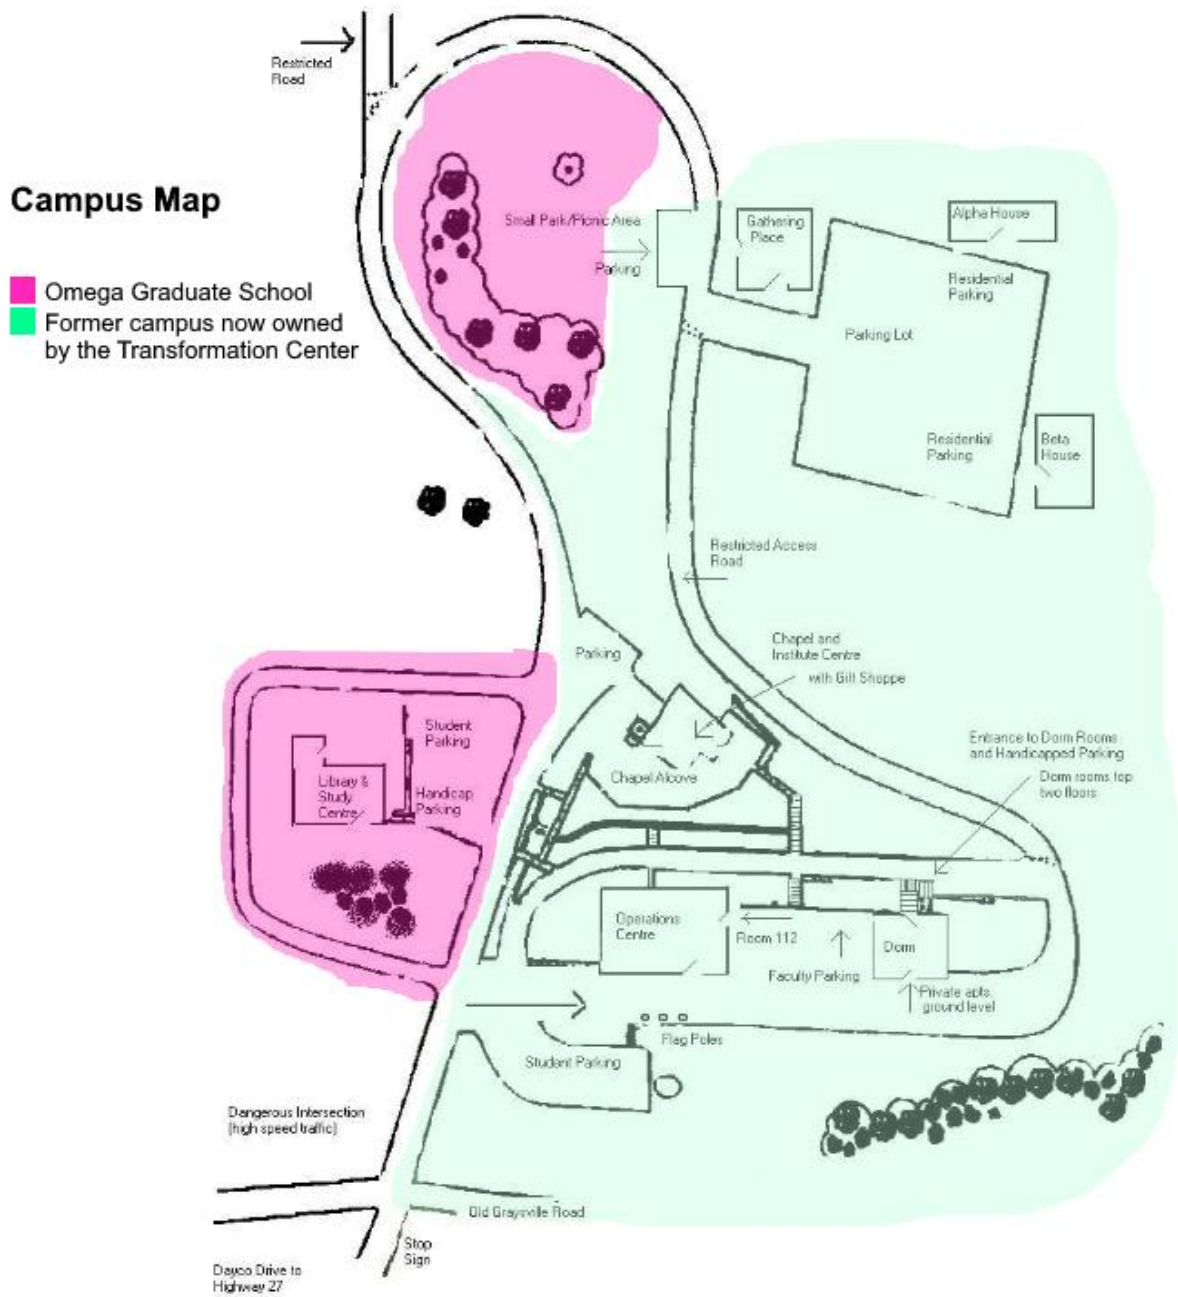 Restricted
Road
Campus Map
Omega Graduate School
Former campus now owned
by the Transformation Center
Small Park/Picnic Area
Parking
Gathering
Place
Alpha House
Residential
Parking
Parking Lot
Residential
Parking
Beta
House
Restricted Access
Road
Parking
Chapel and
Institute Centre
with Gift Shoppe
Student
Parking
Library &
Study
Centre
Handicap
Parking
Chapel Alcove
Entrance to Dorm Rooms
and Handicapped Parking
Dorm rooms top
two floors
Operations
Centre
Room 112
Faculty Parking
Dorm
Private apts.
ground level
Flag Poles
Student Parking
Dangerous Intersection
(high speed traffic)
Old Graysville Road
Stop
Sign
Dayco Drive to
Highway 27